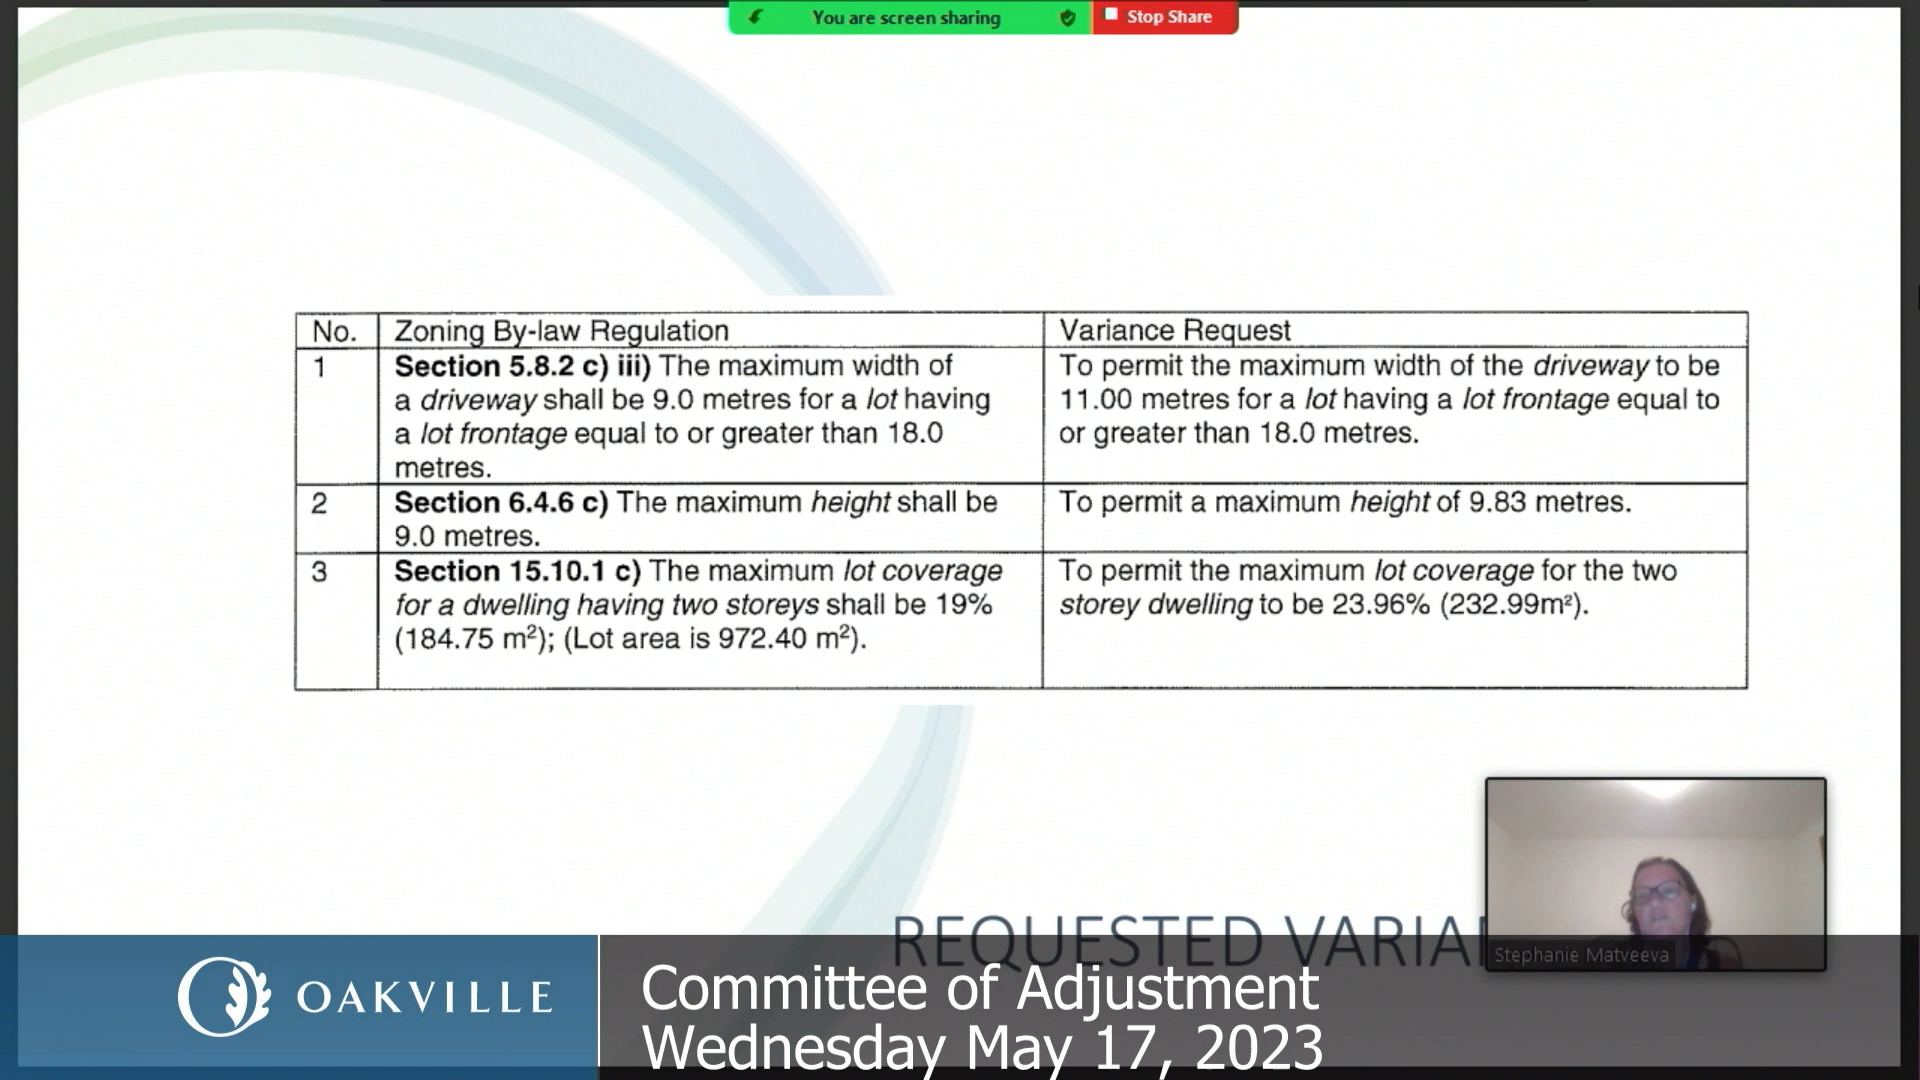 You are screen sharing
Stop Share
No.
Zoning By-law Regulation
Variance Request
1
Section 5.8.2 c) iii) The maximum width of
a driveway shall be 9.0 metres for a lot having
a lot frontage equal to or greater than 18.0
metres.
To permit the maximum width of the driveway to be
11.00 metres for a lot having a lot frontage equal to
or greater than 18.0 metres.
2
Section 6.4.6 c) The maximum height shall be
9.0 metres.
To permit a maximum height of 9.83 metres.
3
Section 15.10.1 c) The maximum lot coverage
for a dwelling having two storeys shall be 19%
(184.75 m²); (Lot area is 972.40 m²).
To permit the maximum lot coverage for the two
storey dwelling to be 23.96% (232.99m²).
REQUESTED
Stephanie Matveeva
OAKVILLE
Committee of Adjustment
Wednesday May 17, 2023